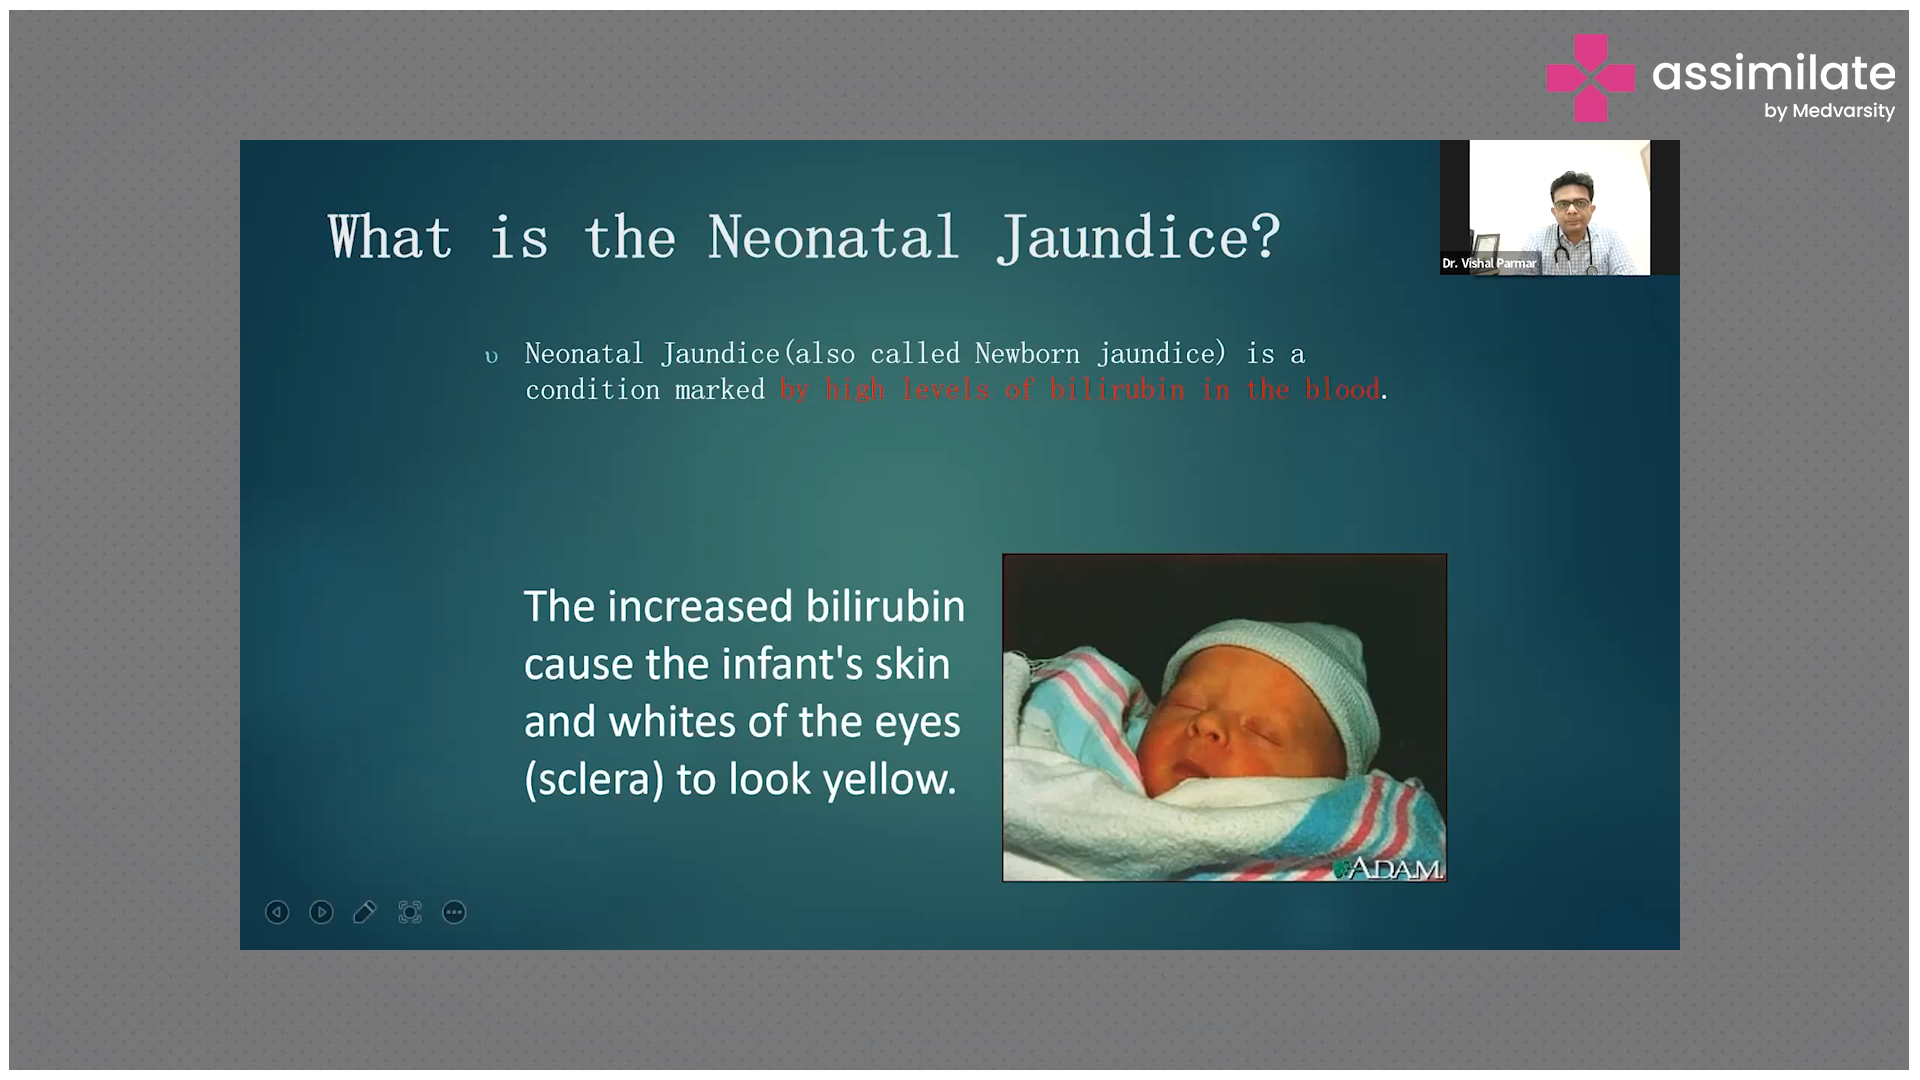 assimilate
by Medvarsity
What is the Neonatal Jaundice?
Dr. Vishal Parmar
υ Neonatal Jaundice(also called Newborn jaundice) is a
condition marked by high levels of bilirubin in the blood.
The increased bilirubin
cause the infant's skin
and whites of the eyes
(sclera) to look yellow.
ADAM.